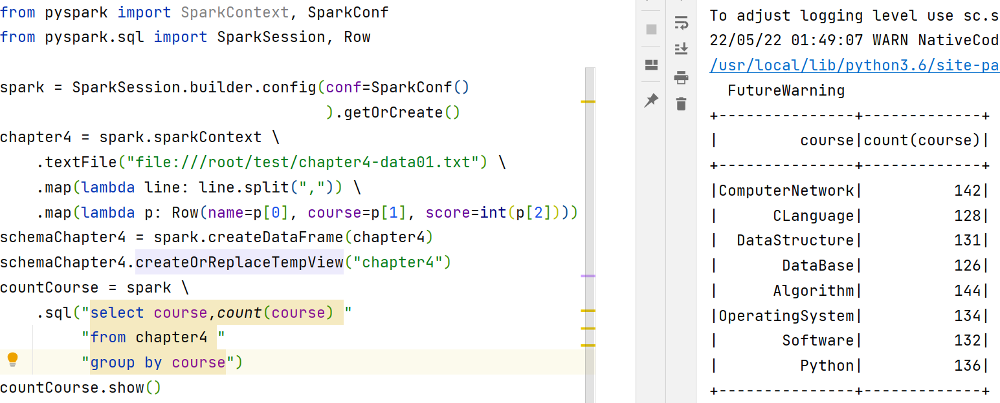 from pyspark import SparkContext, SparkConf
from pyspark.sql import SparkSession, Row
spark = SparkSession.builder.config(conf=SparkConf()
).getOrCreate()
chapter4 = spark.sparkContext \
.textFile("file:///root/test/chapter4-data01.txt") \
.map(lambda line: line.split(",")) \
.map(lambda p: Row(name=p[0], course=p[1], score=int(p[2])))
schemaChapter4 = spark.createDataFrame(chapter4)
schemaChapter4.createOrReplaceTempView("chapter4")
countCourse = spark \
.sql("select course,count(course) "
"from chapter4 "
"group by course")
countCourse.show()
To adjust logging level use sc.s
22/05/22 01:49:07 WARN NativeCod
/usr/local/lib/python3.6/site-pa
FutureWarning
+---------------+-------------+
|         course|count(course)|
+---------------+-------------+
|ComputerNetwork|          142|
|      CLanguage|          128|
|  DataStructure|          131|
|       DataBase|          126|
|      Algorithm|          144|
|OperatingSystem|          134|
|       Software|          132|
|         Python|          136|
+---------------+-------------+